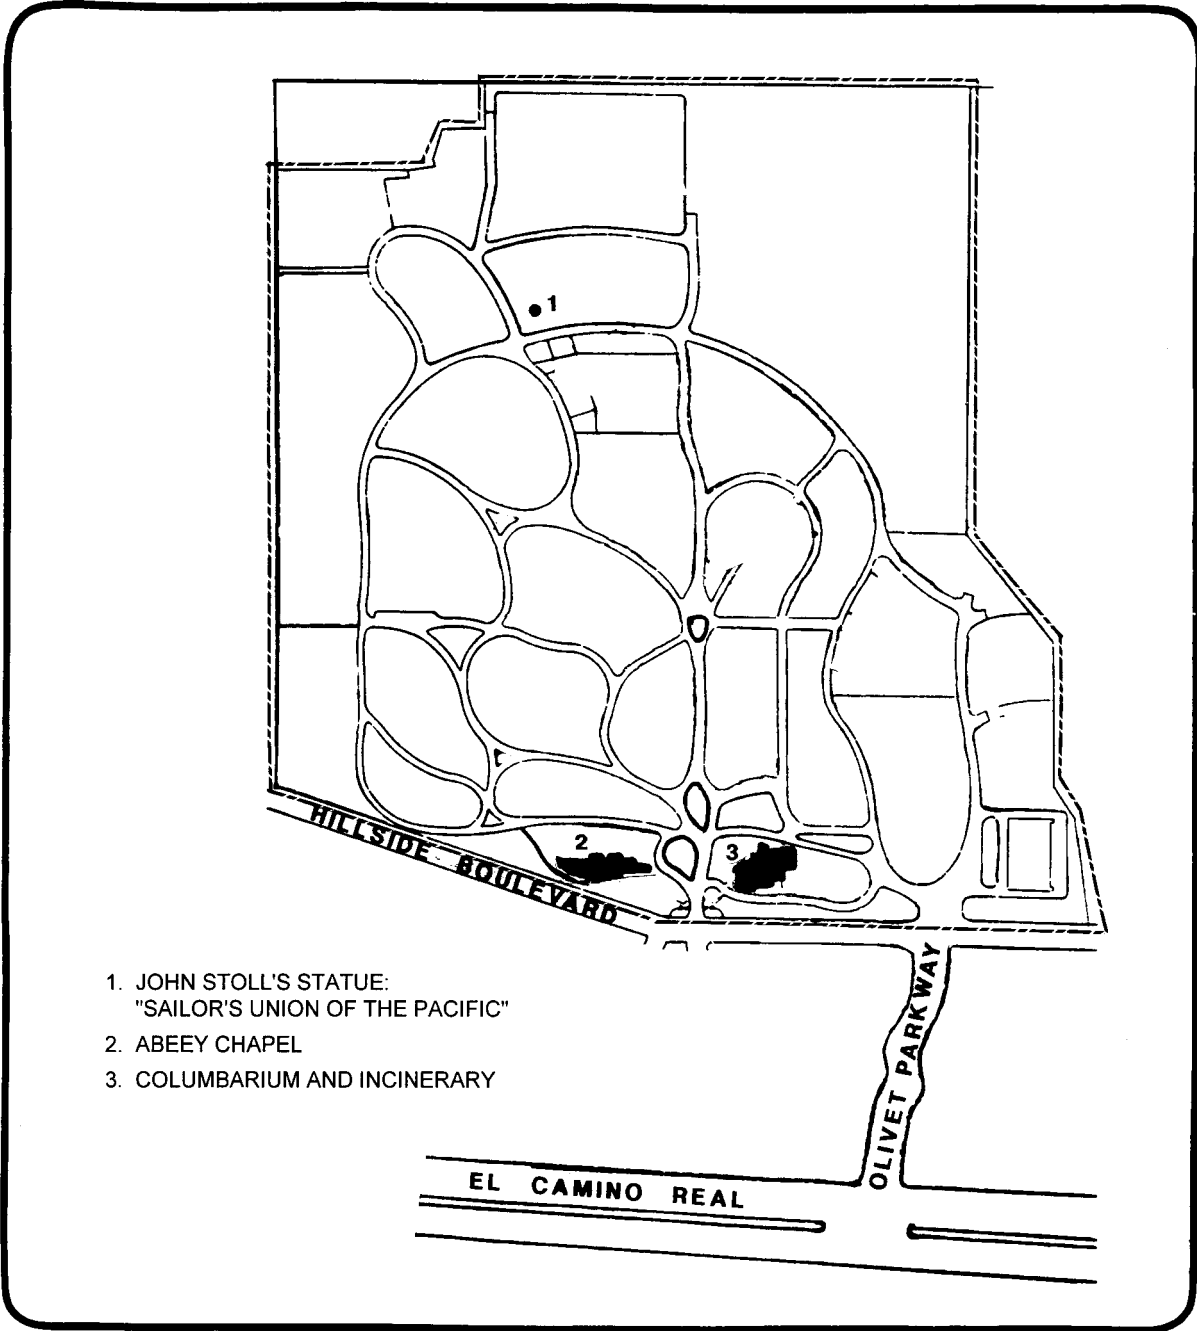 1
2
3
HILLSIDE BOULEVARD
1. JOHN STOLL'S STATUE:
"SAILOR'S UNION OF THE PACIFIC"
2. ABEEY CHAPEL
3. COLUMBARIUM AND INCINERARY
OLIVET PARKWAY
EL CAMINO REAL